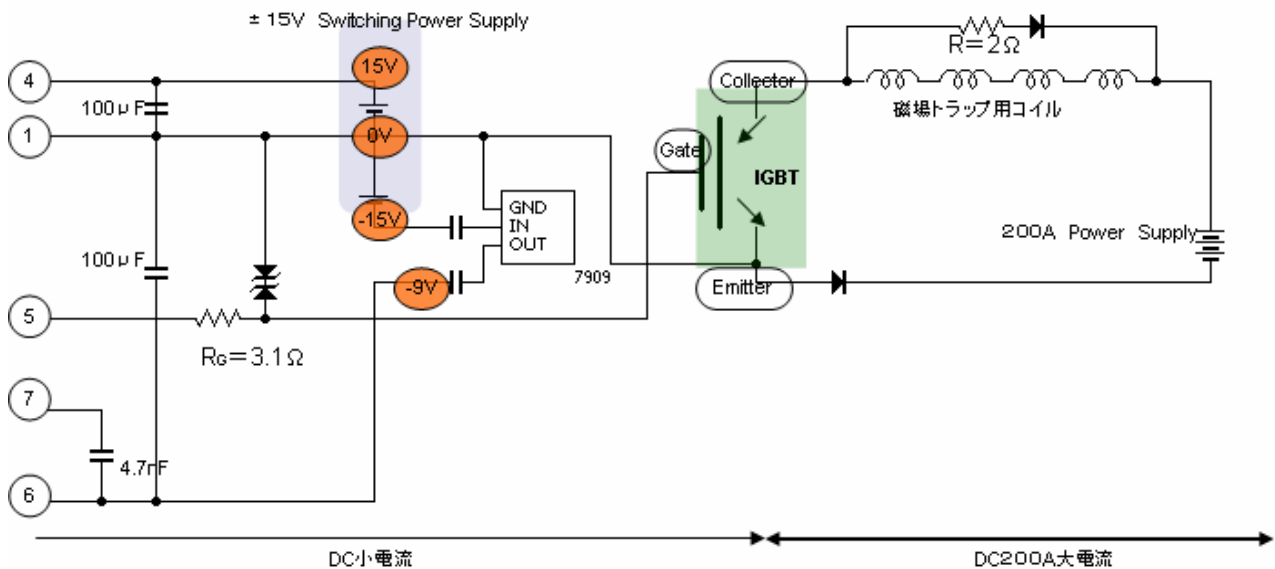 ± 15V Switching Power Supply
15V
Collector
R=2Ω
4
100μF
磁場トラップ用コイル
1
0V
Gate
IGBT
GND
IN
OUT
-15V
7909
200A Power Supply
100μF
-9V
Emitter
5
RG=3.1Ω
7
4.7nF
6
DC小電流
DC200A大電流